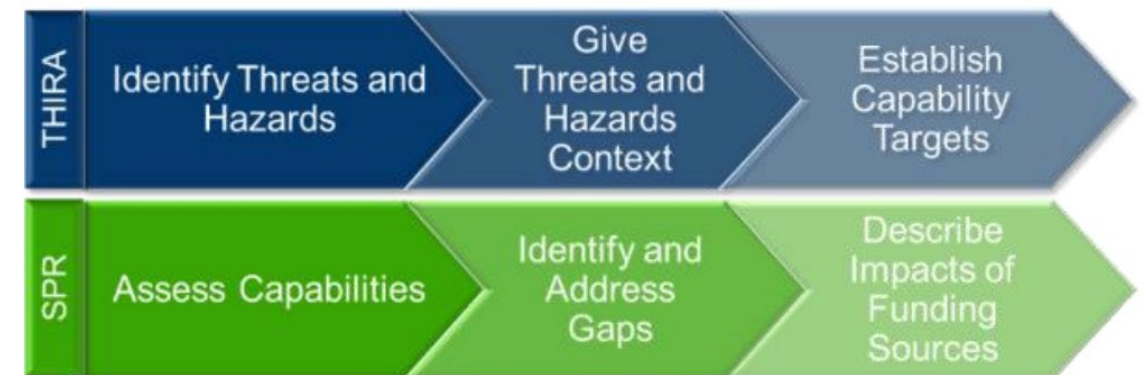 THIRA
Identify Threats and
Hazards
Give
Threats and
Hazards
Context
Establish
Capability
Targets
SPR
Assess Capabilities
Identify and
Address
Gaps
Describe
Impacts of
Funding
Sources